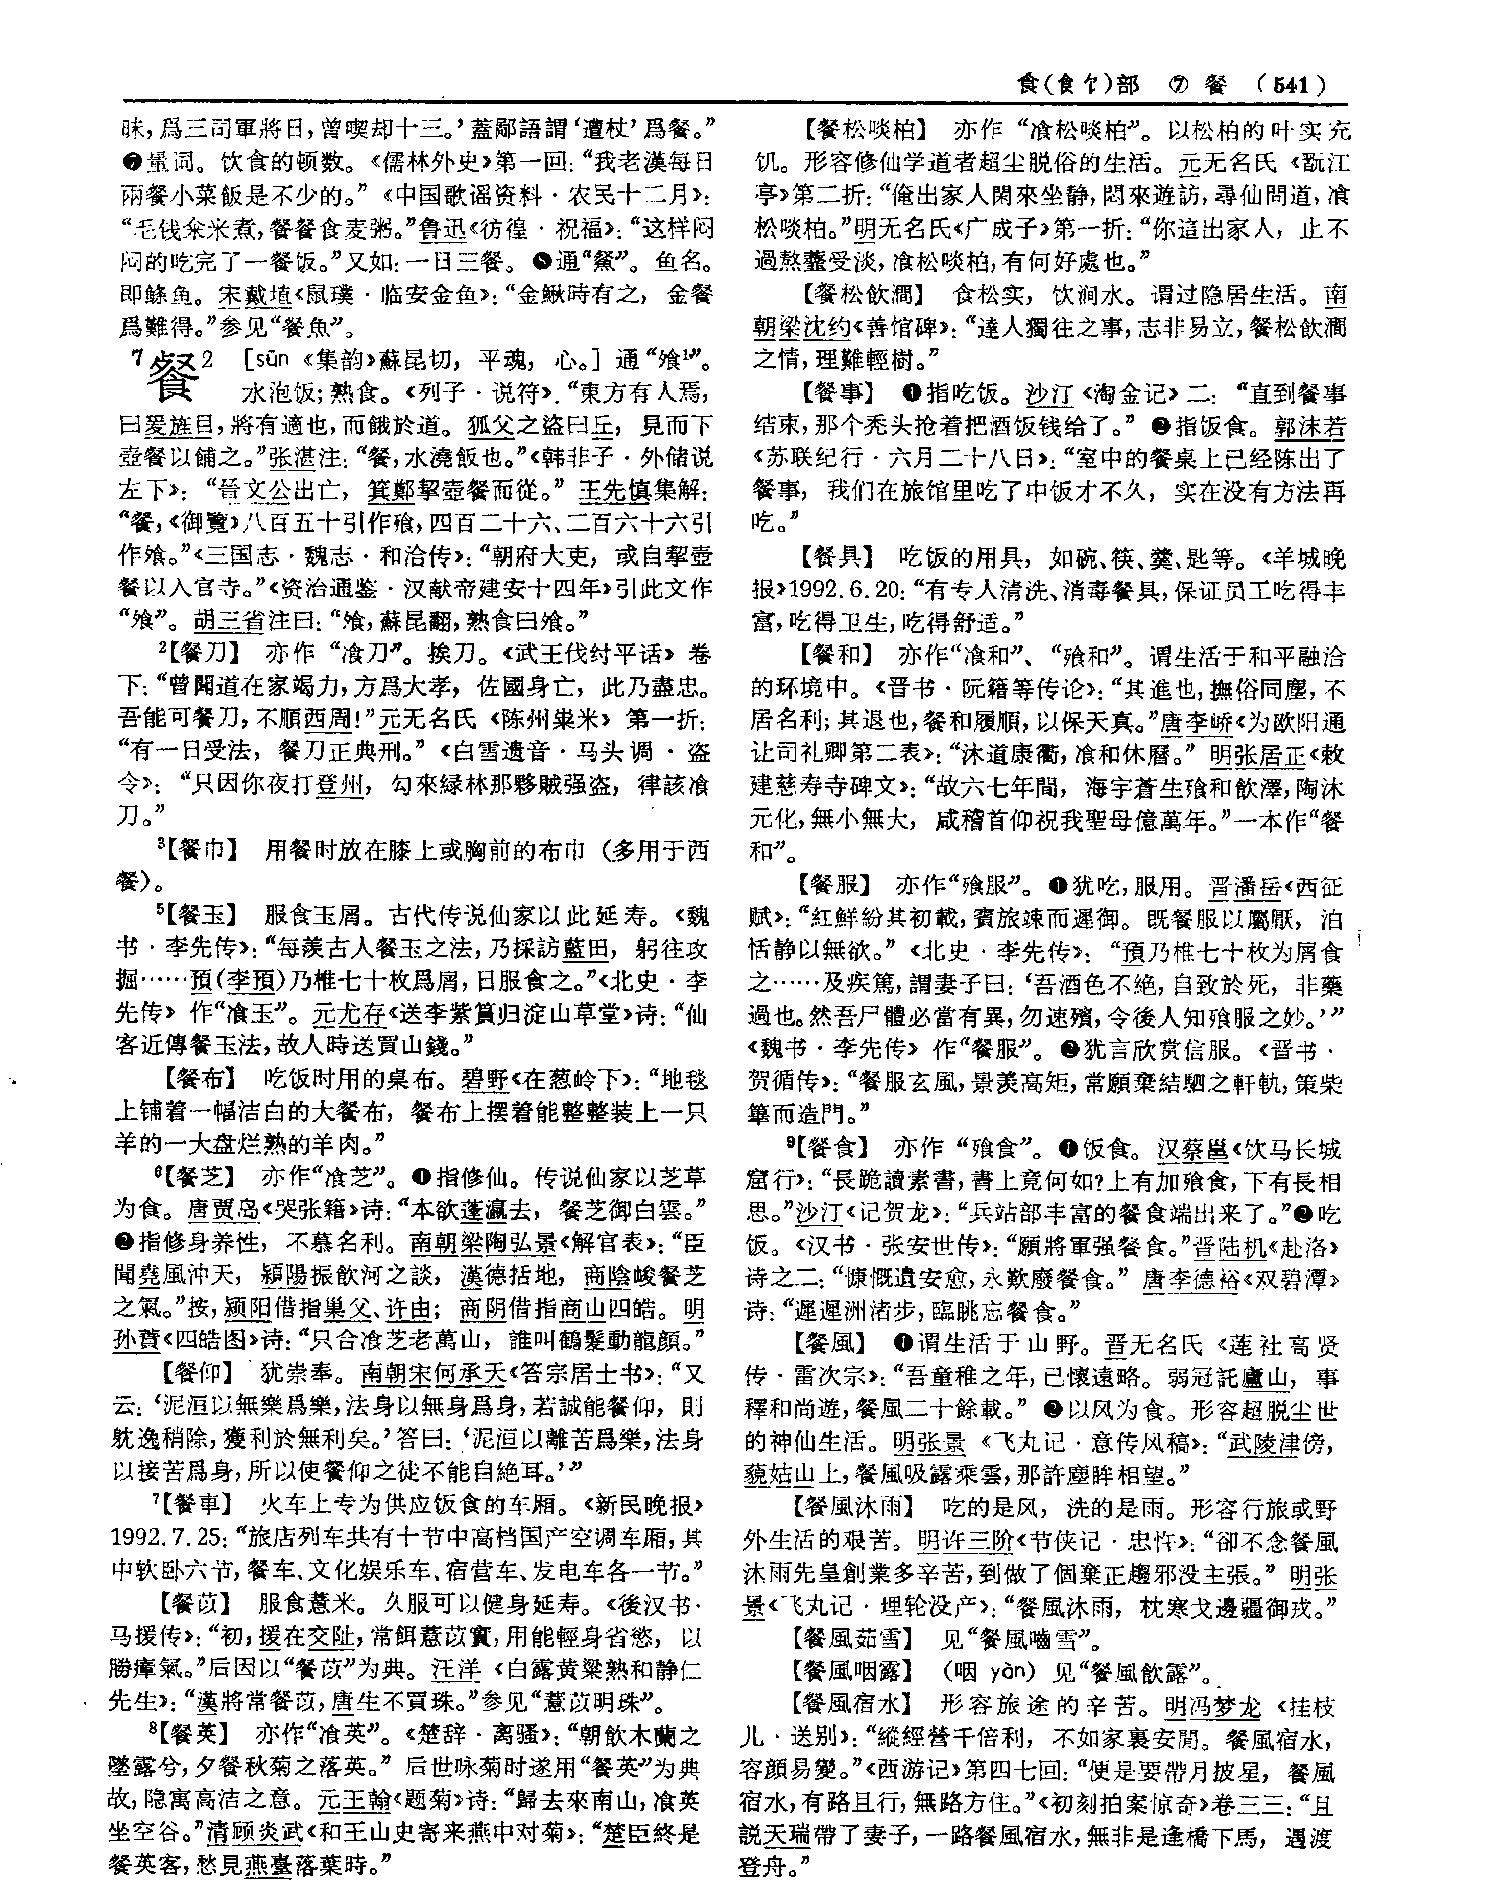 食(食饣)部 ⑦ 餐 (541)
昧，爲三司軍將日，曾喫却十三。’蓋鄙語謂‘遭杖’爲餐。”
❼量词。饮食的顿数。《儒林外史》第一回：“我老漢每日
兩餐小菜飯是不少的。”《中国歌谣资料·农民十二月》：
“毛钱籴米煮，餐餐食麦粥。”鲁迅《彷徨·祝福》：“这样闷
闷的吃完了一餐饭。”又如：一日三餐。❽通“鰵”。鱼名。
即鲦鱼。宋戴埴《鼠璞·临安金鱼》：“金鰍時有之，金餐
爲難得。”参见“餐魚”。
7餐2 ［sūn《集韵》蘇昆切，平魂，心。］通“飧1”。
水泡饭；熟食。《列子·说符》：“東方有人焉，
曰爰旌目，將有適也，而餓於道。狐父之盜曰丘，見而下
壺餐以餔之。”张湛注：“餐，水澆飯也。”《韩非子·外储说
左下》：“晉文公出亡，箕鄭挈壺餐而從。”王先慎集解：
“餐，《御覽》八百五十引作飱，四百二十六、二百六十六引
作飧。”《三国志·魏志·和洽传》：“朝府大吏，或自挈壺
餐以入官寺。”《资治通鉴·汉献帝建安十四年》引此文作
“飧”。胡三省注曰：“飧，蘇昆翻，熟食曰飧。”
2【餐刀】 亦作“飡刀”。挨刀。《武王伐纣平话》卷
下：“曾聞道在家竭力，方爲大孝，佐國身亡，此乃盡忠。
吾能可餐刀，不順西周！”元无名氏《陈州粜米》第一折：
“有一日受法，餐刀正典刑。”《白雪遗音·马头调·盗
令》：“只因你夜打登州，勾來緑林那夥賊强盗，律該飡
刀。”
3【餐巾】 用餐时放在膝上或胸前的布巾（多用于西
餐）。
5【餐玉】 服食玉屑。古代传说仙家以此延寿。《魏
书·李先传》：“每羨古人餐玉之法，乃採訪藍田，躬往攻
掘……預（李預）乃椎七十枚爲屑，日服食之。”《北史·李
先传》作“飡玉”。元尤存《送李紫筼归淀山草堂》诗：“仙
客近傳餐玉法，故人時送買山錢。”
【餐布】 吃饭时用的桌布。碧野《在葱岭下》：“地毯
上铺着一幅洁白的大餐布，餐布上摆着能整整装上一只
羊的一大盘烂熟的羊肉。”
6【餐芝】 亦作“飡芝”。❶指修仙。传说仙家以芝草
为食。唐贾岛《哭张籍》诗：“本欲蓬瀛去，餐芝御白雲。”
❷指修身养性，不慕名利。南朝梁陶弘景《解官表》：“臣
聞堯風沖天，潁陽振飲河之談，漢德括地，商陰峻餐芝
之氣。”按，颍阳借指巢父、许由；商阴借指商山四皓。明
孙蕡《四皓图》诗：“只合飡芝老萬山，誰叫鶴髮動龍顔。”
【餐仰】 犹崇奉。南朝宋何承天《答宗居士书》：“又
云：‘泥洹以無樂爲樂，法身以無身爲身，若誠能餐仰，則
躭逸稍除，獲利於無利矣。’答曰：‘泥洹以離苦爲樂，法身
以接苦爲身，所以使餐仰之徒不能自絶耳。’”
7【餐車】 火车上专为供应饭食的车厢。《新民晚报》
1992.7.25：“旅店列车共有十节中高档国产空调车厢，其
中软卧六节，餐车、文化娱乐车、宿营车、发电车各一节。”
【餐苡】 服食薏米。久服可以健身延寿。《後汉书·
马援传》：“初，援在交阯，常餌薏苡實，用能輕身省慾，以
勝瘴氣。”后因以“餐苡”为典。汪洋《白露黄粱熟和静仁
先生》：“漢將常餐苡，唐生不買珠。”参见“薏苡明珠”。
8【餐英】 亦作“飡英”。《楚辞·离骚》：“朝飲木蘭之
墜露兮，夕餐秋菊之落英。”后世咏菊时遂用“餐英”为典
故，隐寓高洁之意。元王翰《题菊》诗：“歸去來南山，飡英
坐空谷。”清顾炎武《和王山史寄来燕中对菊》：“楚臣終是
餐英客，愁見燕臺落葉時。”
【餐松啖柏】 亦作“飡松啖柏”。以松柏的叶实充
饥。形容修仙学道者超尘脱俗的生活。元无名氏《翫江
亭》第二折：“俺出家人閑來坐静，悶來遊訪，尋仙問道，飡
松啖柏。”明无名氏《广成子》第一折：“你這出家人，止不
過熬虀受淡，飡松啖柏，有何好處也。”
【餐松飲澗】 食松实，饮涧水。谓过隐居生活。南
朝梁沈约《善馆碑》：“達人獨往之事，志非易立，餐松飲澗
之情，理難輕樹。”
【餐事】 ❶指吃饭。沙汀《淘金记》二：“直到餐事
结束，那个秃头抢着把酒饭钱给了。”❷指饭食。郭沫若
《苏联纪行·六月二十八日》：“室中的餐桌上已经陈出了
餐事，我们在旅馆里吃了中饭才不久，实在没有方法再
吃。”
【餐具】 吃饭的用具，如碗、筷、羹、匙等。《羊城晚
报》1992.6.20：“有专人清洗、消毒餐具，保证员工吃得丰
富，吃得卫生，吃得舒适。”
【餐和】 亦作“飡和”、“飱和”。谓生活于和平融洽
的环境中。《晋书·阮籍等传论》：“其進也，撫俗同塵，不
居名利；其退也，餐和履順，以保天真。”唐李峤《为欧阳通
让司礼卿第二表》：“沐道康衢，飡和休曆。”明张居正《敕
建慈寿寺碑文》：“故六七年間，海宇蒼生飱和飲澤，陶沐
元化，無小無大，咸稽首仰祝我聖母億萬年。”一本作“餐
和”。
【餐服】 亦作“飱服”。❶犹吃，服用。晋潘岳《西征
赋》：“紅鮮紛其初載，賓旅竦而遲御。既餐服以屬厭，泊
恬静以無欲。”《北史·李先传》：“預乃椎七十枚为屑食
之……及疾篤，謂妻子曰：‘吾酒色不絶，自致於死，非藥
過也。然吾尸體必當有異，勿速殯，令後人知飱服之妙。’”
《魏书·李先传》作“餐服”。❷犹言欣赏信服。《晋书·
贺循传》：“餐服玄風，景羨高矩，常願棄結駟之軒軌，策柴
篳而造門。”
9【餐食】 亦作“飱食”。❶饭食。汉蔡邕《饮马长城
窟行》：“長跪讀素書，書上竟何如？上有加飱食，下有長相
思。”沙汀《记贺龙》：“兵站部丰富的餐食端出来了。”❷吃
饭。《汉书·张安世传》：“願將軍强餐食。”晋陆机《赴洛》
诗之二：“慷慨遺安愈，永歎廢餐食。”唐李德裕《双碧潭》
诗：“遲遲洲渚步，臨眺忘餐食。”
【餐風】 ❶谓生活于山野。晋无名氏《莲社高贤
传·雷次宗》：“吾童稚之年，已懷遠略。弱冠託廬山，事
釋和尚遊，餐風二十餘載。”❷以风为食。形容超脱尘世
的神仙生活。明张景《飞丸记·意传风稿》：“武陵津傍，
藐姑山上，餐風吸露乘雲，那許塵眸相望。”
【餐風沐雨】 吃的是风，洗的是雨。形容行旅或野
外生活的艰苦。明许三阶《节侠记·忠忤》：“卻不念餐風
沐雨先皇創業多辛苦，到做了個棄正趨邪没主張。”明张
景《飞丸记·埋轮没产》：“餐風沐雨，枕寒戈邊疆御戎。”
【餐風茹雪】 见“餐風嚙雪”。
【餐風咽露】 （咽 yàn）见“餐風飲露”。
【餐風宿水】 形容旅途的辛苦。明冯梦龙《挂枝
儿·送别》：“縱經營千倍利，不如家裏安閒。餐風宿水，
容顔易變。”《西游记》第四七回：“便是要帶月披星，餐風
宿水，有路且行，無路方住。”《初刻拍案惊奇》卷三三：“且
説天瑞帶了妻子，一路餐風宿水，無非是逢橋下馬，遇渡
登舟。”